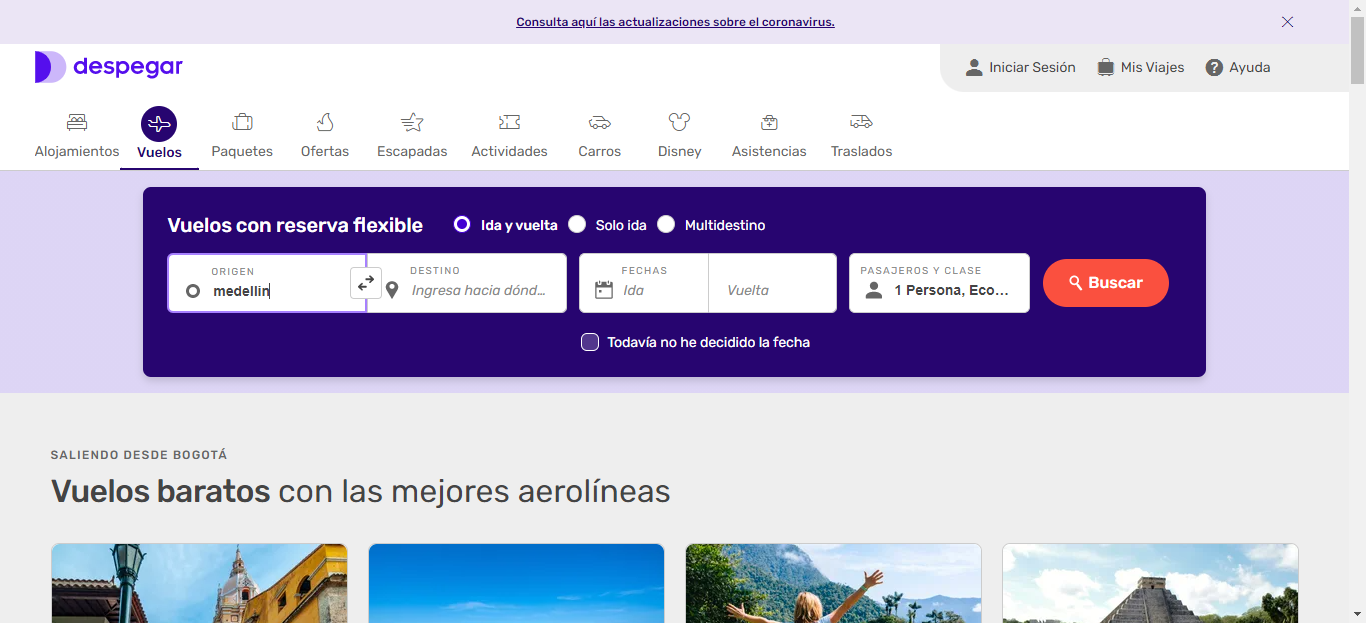 Consulta aquí las actualizaciones sobre el coronavirus.
despegar
Iniciar Sesión
Mis Viajes
Ayuda
Alojamientos
Vuelos
Paquetes
Ofertas
Escapadas
Actividades
Carros
Disney
Asistencias
Traslados
Vuelos con reserva flexible
Ida y vuelta
Solo ida
Multidestino
ORIGEN
medellin
DESTINO
Ingresa hacia dónd...
FECHAS
Ida
Vuelta
PASAJEROS Y CLASE
1 Persona, Eco...
Buscar
Todavía no he decidido la fecha
SALIENDO DESDE BOGOTÁ
Vuelos baratos con las mejores aerolíneas